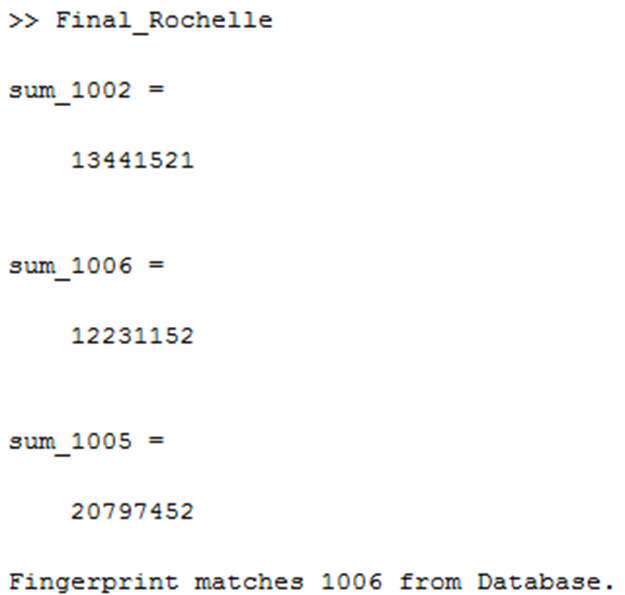 >> Final_Rochelle
sum_1002 =
13441521
sum_1006 =
12231152
sum_1005 =
20797452
Fingerprint matches 1006 from Database.